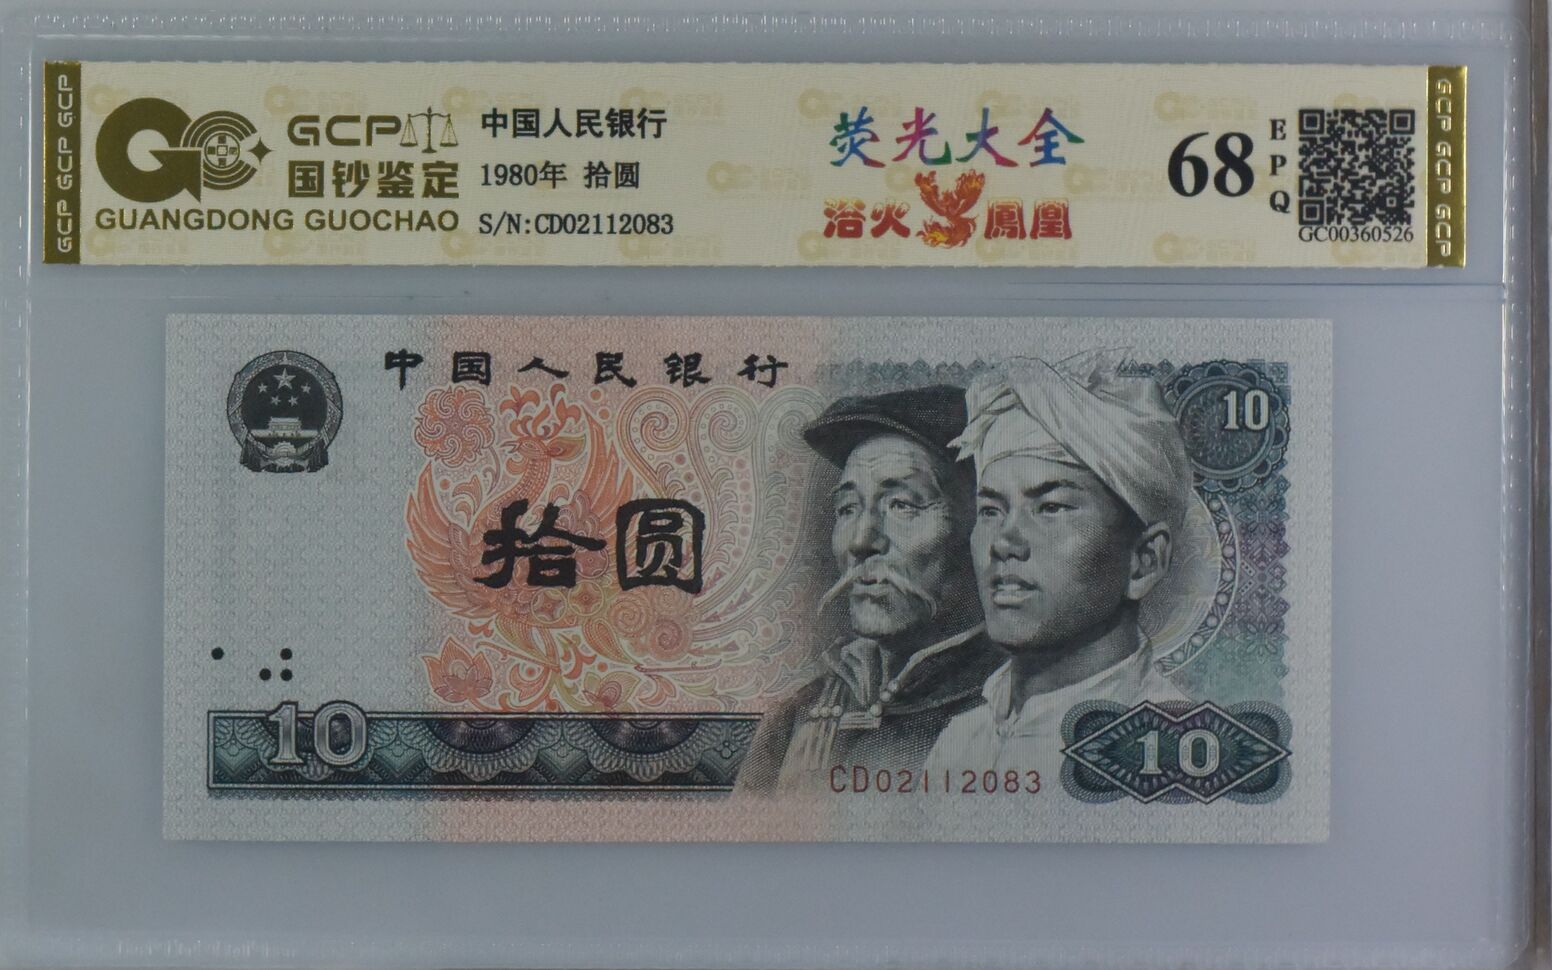 GCP GCP GCP
GCP
国钞鉴定
GUANGDONG GUOCHAO
中国人民银行
1980年 拾圆
S/N:CD02112083
荧光大全
浴火鳳凰
68
EPQ
GC00360526
GCP GCP GCP
中国人民银行
10
拾圆
10
CD02112083
10